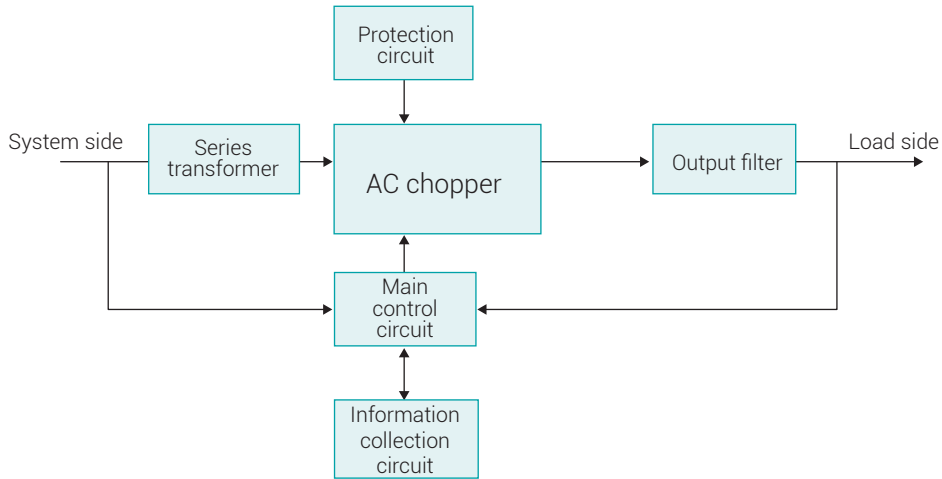 Protection
circuit
System side
Series
transformer
AC chopper
Output filter
Load side
Main
control
circuit
Information
collection
circuit